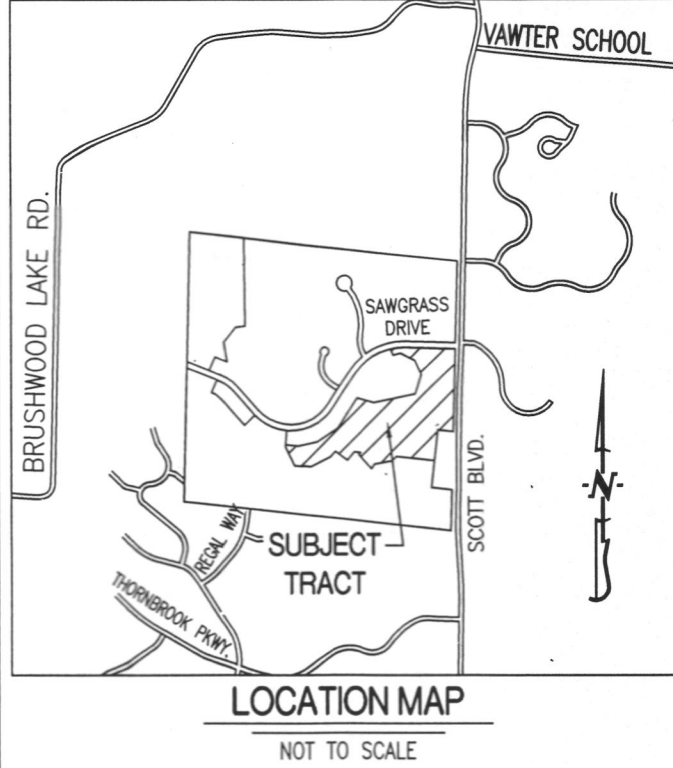 VAWTER SCHOOL
BRUSHWOOD LAKE RD.
SAWGRASS
DRIVE
SCOTT BLVD.
-N-
REGAL WAY
SUBJECT
TRACT
THORNBROOK PKWY.
LOCATION MAP
NOT TO SCALE